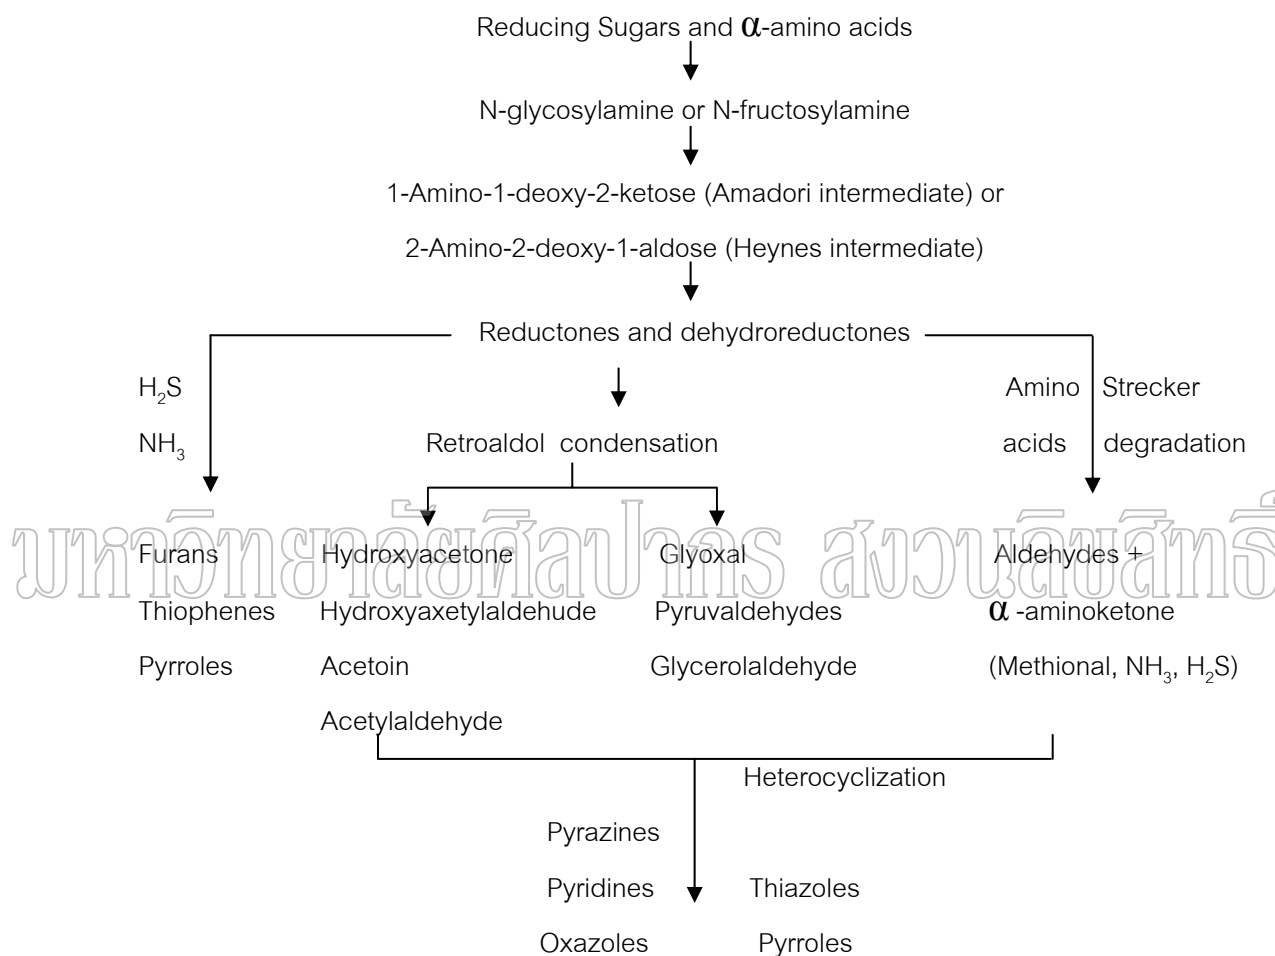 Reducing Sugars and α-amino acids
N-glycosylamine or N-fructosylamine
1-Amino-1-deoxy-2-ketose (Amadori intermediate) or
2-Amino-2-deoxy-1-aldose (Heynes intermediate)
Reductones and dehydroreductones
H₂S Amino Strecker
NH₃ Retroaldol condensation acids degradation
มหาวิทยาลัยศิลปากร สงวนลิขสิทธิ์
Furans Hydroxyacetone Glyoxal Aldehydes +
Thiophenes Hydroxyaxetylaldehude Pyruvaldehydes α -aminoketone
Pyrroles Acetoin Glycerolaldehyde (Methional, NH₃, H₂S)
Acetylaldehyde
Heterocyclization
Pyrazines
Pyridines Thiazoles
Oxazoles Pyrroles